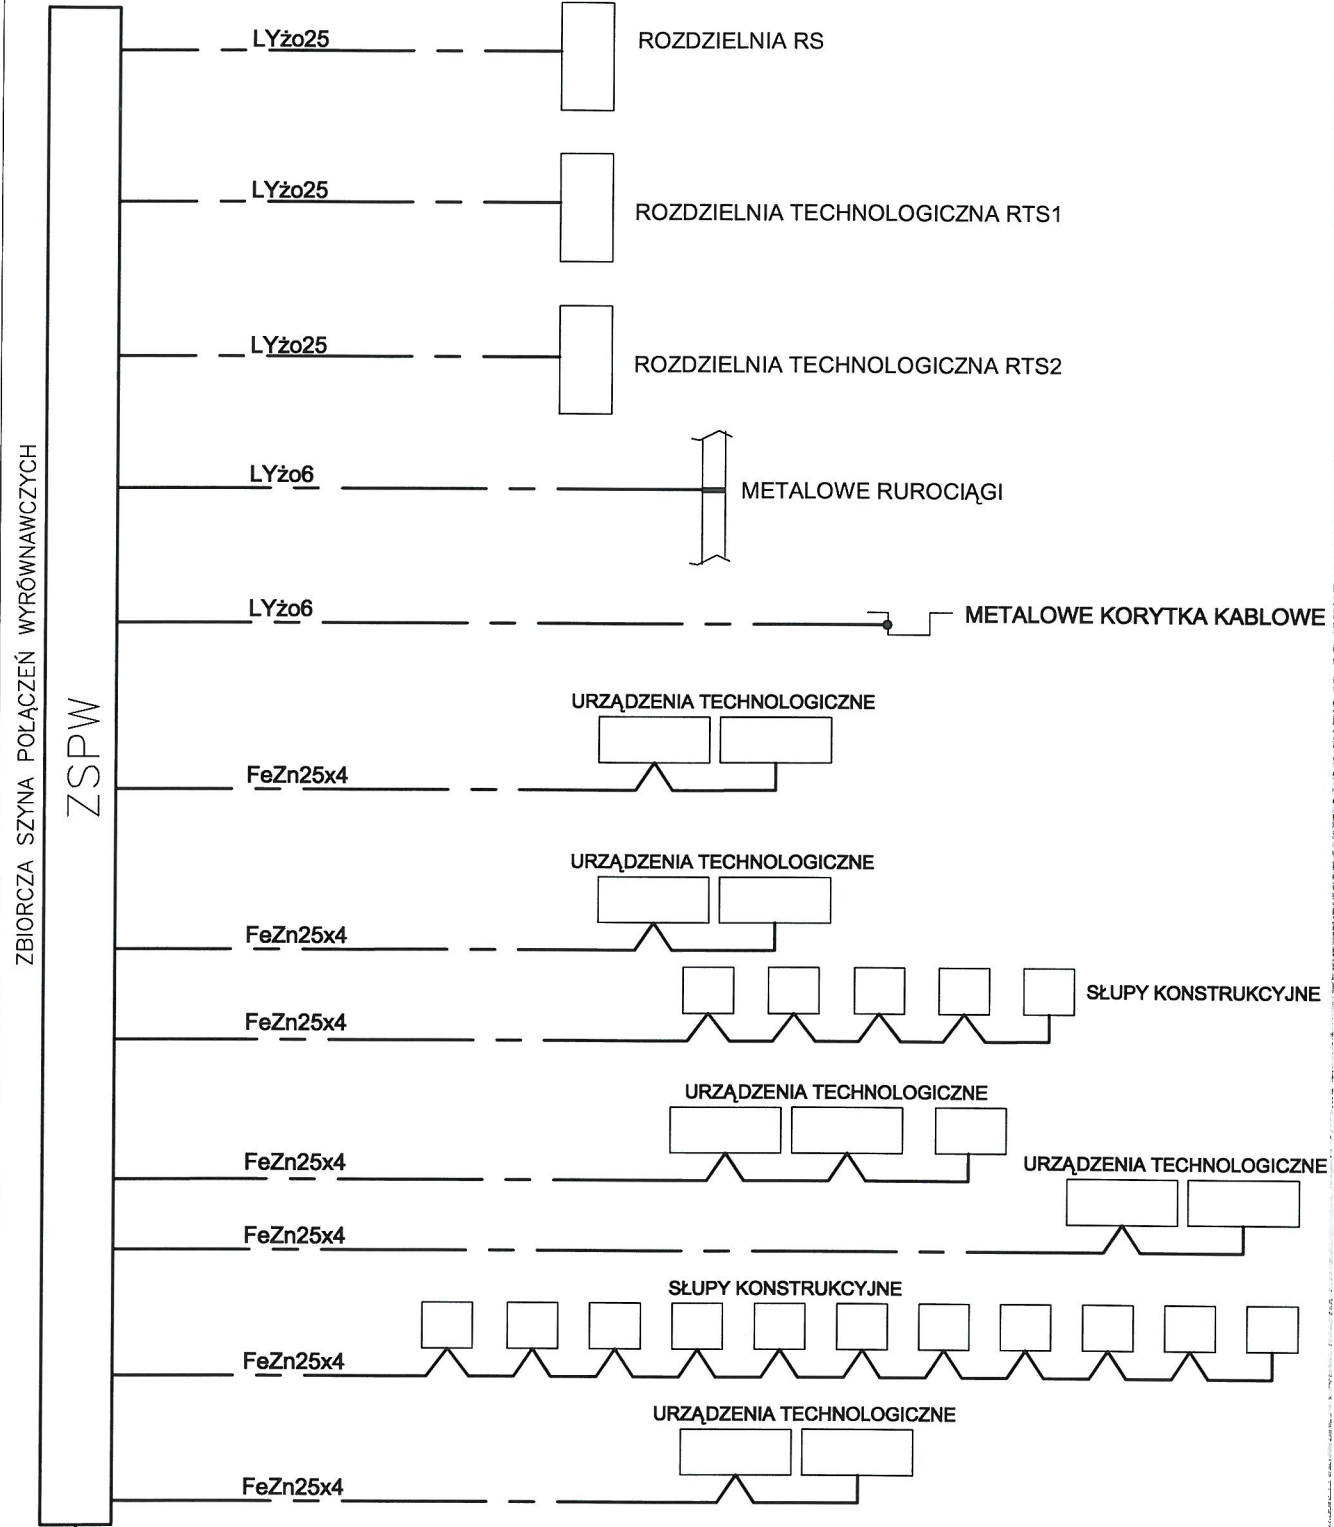 LYżo25
ROZDZIELNIA RS
LYżo25
ROZDZIELNIA TECHNOLOGICZNA RTS1
LYżo25
ROZDZIELNIA TECHNOLOGICZNA RTS2
LYżo6
METALOWE RUROCIĄGI
LYżo6
METALOWE KORYTKA KABLOWE
ZBIORCZA SZYNA POŁĄCZEŃ WYRÓWNAWCZYCH
ZSPW
URZĄDZENIA TECHNOLOGICZNE
FeZn25x4
URZĄDZENIA TECHNOLOGICZNE
FeZn25x4
SŁUPY KONSTRUKCYJNE
FeZn25x4
URZĄDZENIA TECHNOLOGICZNE
FeZn25x4
URZĄDZENIA TECHNOLOGICZNE
FeZn25x4
SŁUPY KONSTRUKCYJNE
FeZn25x4
URZĄDZENIA TECHNOLOGICZNE
FeZn25x4